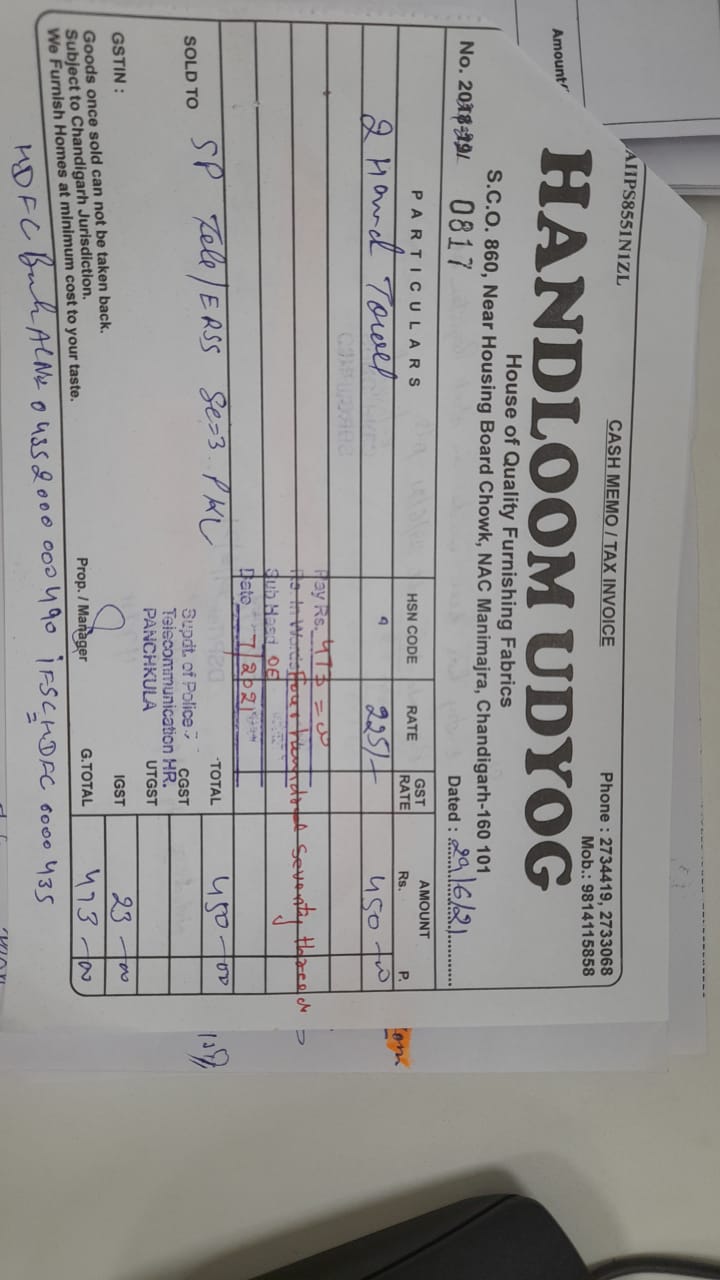 Amount
AIIPS8551N1ZL
CASH MEMO / TAX INVOICE
Phone : 2734419, 2733068
Mob.: 9814115858
HANDLOOM UDYOG
House of Quality Furnishing Fabrics
S.C.O. 860, Near Housing Board Chowk, NAC Manimajra, Chandigarh-160 101
No. 2018-19/ 0817 Dated : 29/6/21
PARTICULARS HSN CODE RATE GST RATE AMOUNT Rs. P.
2 Hand Towel 225/- 450-00
Pay Rs. 473=00
Rs. In Words Four hundred seventy three
Sub Head OE
Date 7/2021
SOLD TO SP Tele/ERSS Sec-3 PKL
TOTAL 450-00
Supdt. of Police
Telecommunication HR.
PANCHKULA
CGST
UTGST
GSTIN : IGST 23-00
G.TOTAL 473-00
Goods once sold can not be taken back.
Subject to Chandigarh Jurisdiction.
We Furnish Homes at minimum cost to your taste.
Prop. / Manager
HDFC Bank A/C No 04352000000490 IFSC HDFC 0000435